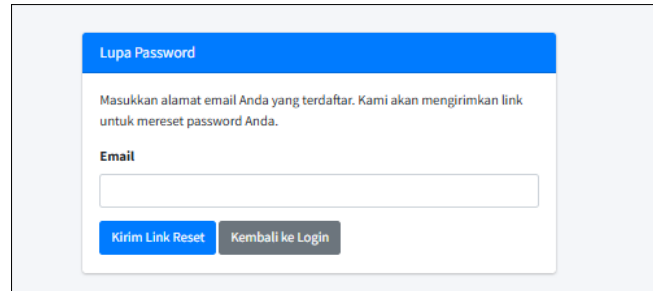 Lupa Password
Masukkan alamat email Anda yang terdaftar. Kami akan mengirimkan link
untuk mereset password Anda.
Email
Kirim Link Reset Kembali ke Login